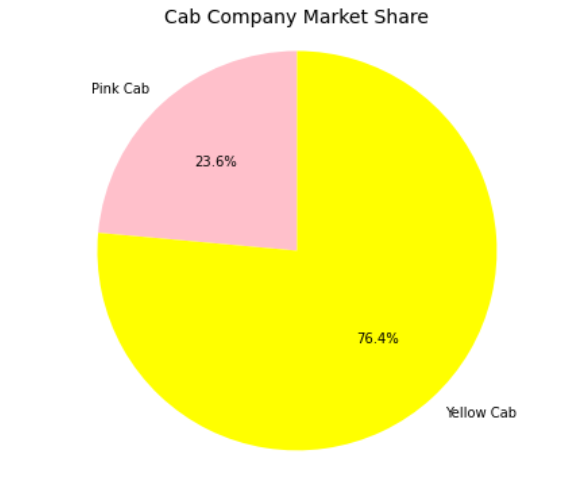 Cab Company Market Share
Pink Cab
23.6%
76.4%
Yellow Cab